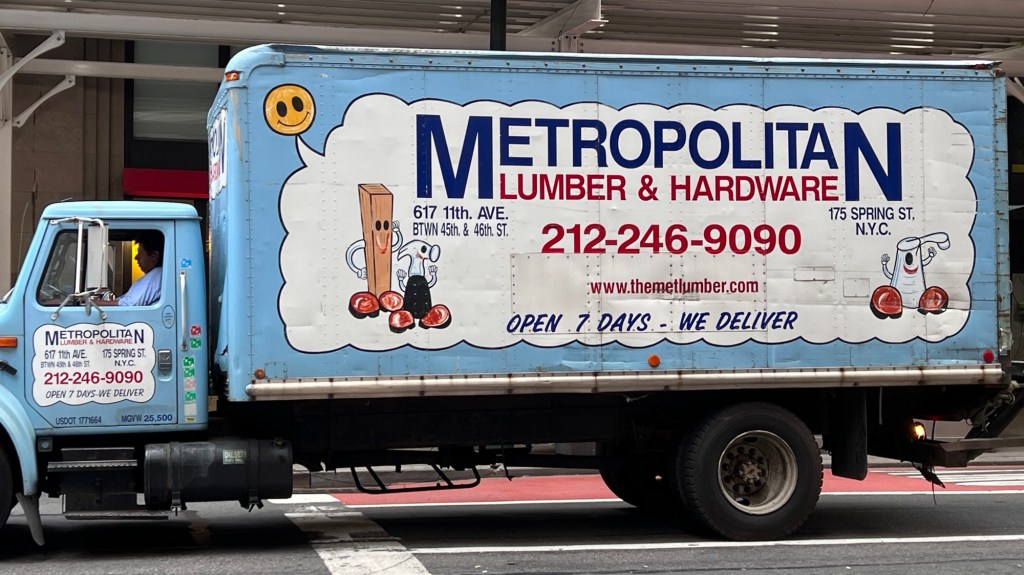 METROPOLITAN
LUMBER & HARDWARE
617 11th. AVE.
BTWN 45th. & 46th. ST.
175 SPRING ST.
N.Y.C.
212-246-9090
www.themetlumber.com
OPEN 7 DAYS - WE DELIVER
METROPOLITAN
LUMBER & HARDWARE
617 11th AVE.
BTWN 45th & 46th ST.
175 SPRING ST.
N.Y.C.
212-246-9090
OPEN 7 DAYS-WE DELIVER
USDOT 1771664
MGVW 25,500